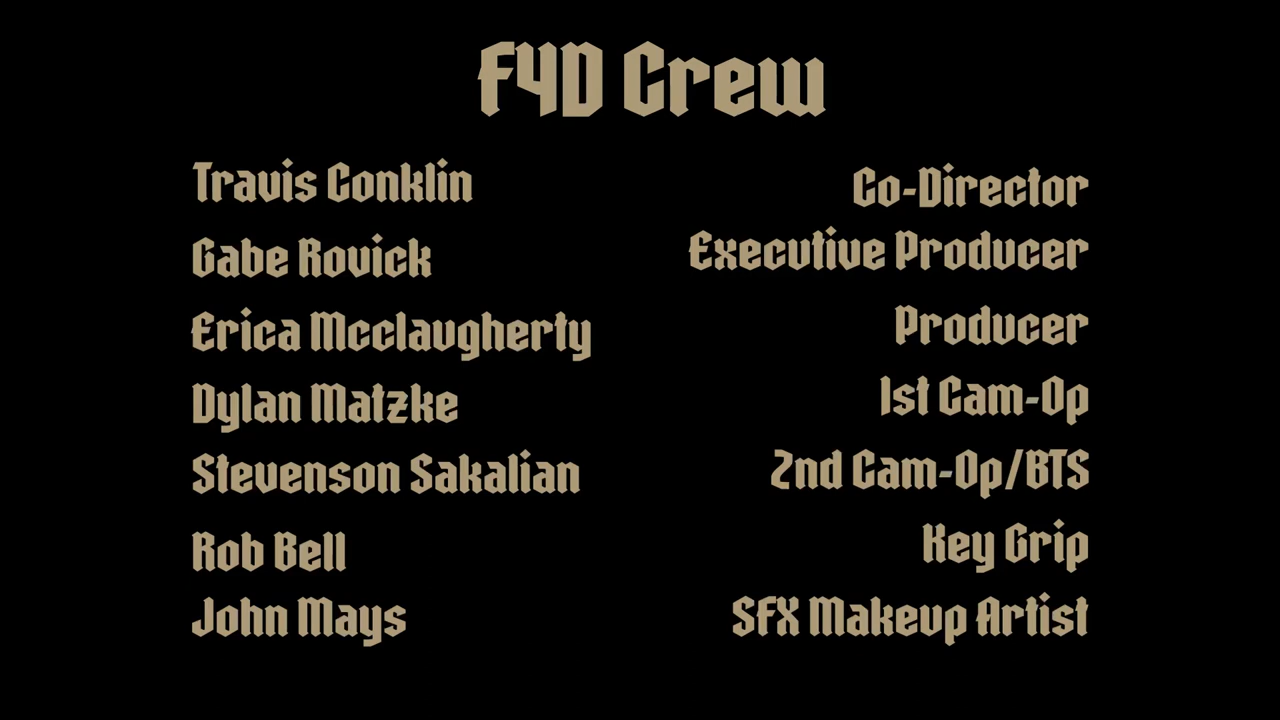 F4D Crew
Travis Conklin Co-Director
Gabe Rovick Executive Producer
Erica Mcclaugherty Producer
Dylan Matzke 1st Cam-Op
Stevenson Sakalian 2nd Cam-Op/BTS
Rob Bell Key Grip
John Mays SFX Makeup Artist